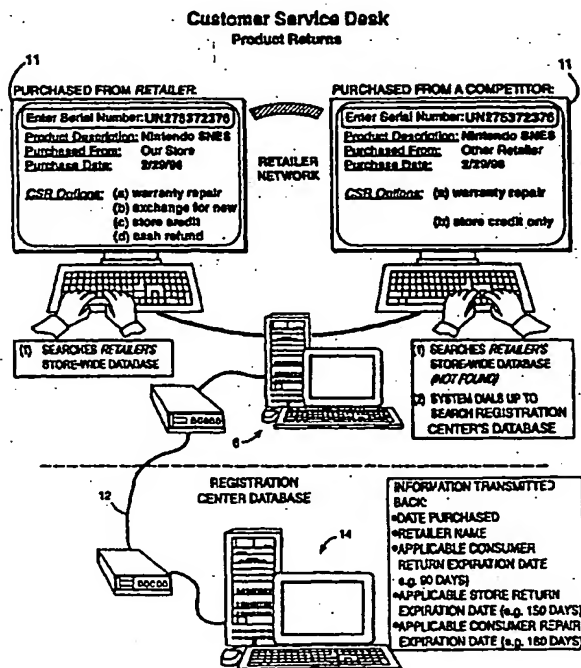 Customer Service Desk
Product Returns
11
11
PURCHASED FROM RETAILER:
Enter Serial Number: UN275372376
Product Description: Nintendo SNES
Purchased From: Our Store
Purchase Date: 2/29/96
CSR Options: (a) warranty repair
(b) exchange for new
(c) store credit
(d) cash refund
RETAILER
NETWORK
PURCHASED FROM A COMPETITOR:
Enter Serial Number: UN275372376
Product Description: Nintendo SNES
Purchased From: Other Retailer
Purchase Date: 2/29/96
CSR Options: (a) warranty repair
(b) store credit only
(1) SEARCHES RETAILER'S
STORE-WIDE DATABASE
(1) SEARCHES RETAILER'S
STORE-WIDE DATABASE
(NOT FOUND)
(2) SYSTEM DIALS UP TO
SEARCH REGISTRATION
CENTER'S DATABASE
6
12
REGISTRATION
CENTER DATABASE
14
INFORMATION TRANSMITTED
BACK:
•DATE PURCHASED
•RETAILER NAME
•APPLICABLE CONSUMER
RETURN EXPIRATION DATE
e.g. 90 DAYS)
•APPLICABLE STORE RETURN
EXPIRATION DATE (e.g. 150 DAYS)
•APPLICABLE CONSUMER REPAIR
EXPIRATION DATE (e.g. 180 DAYS)